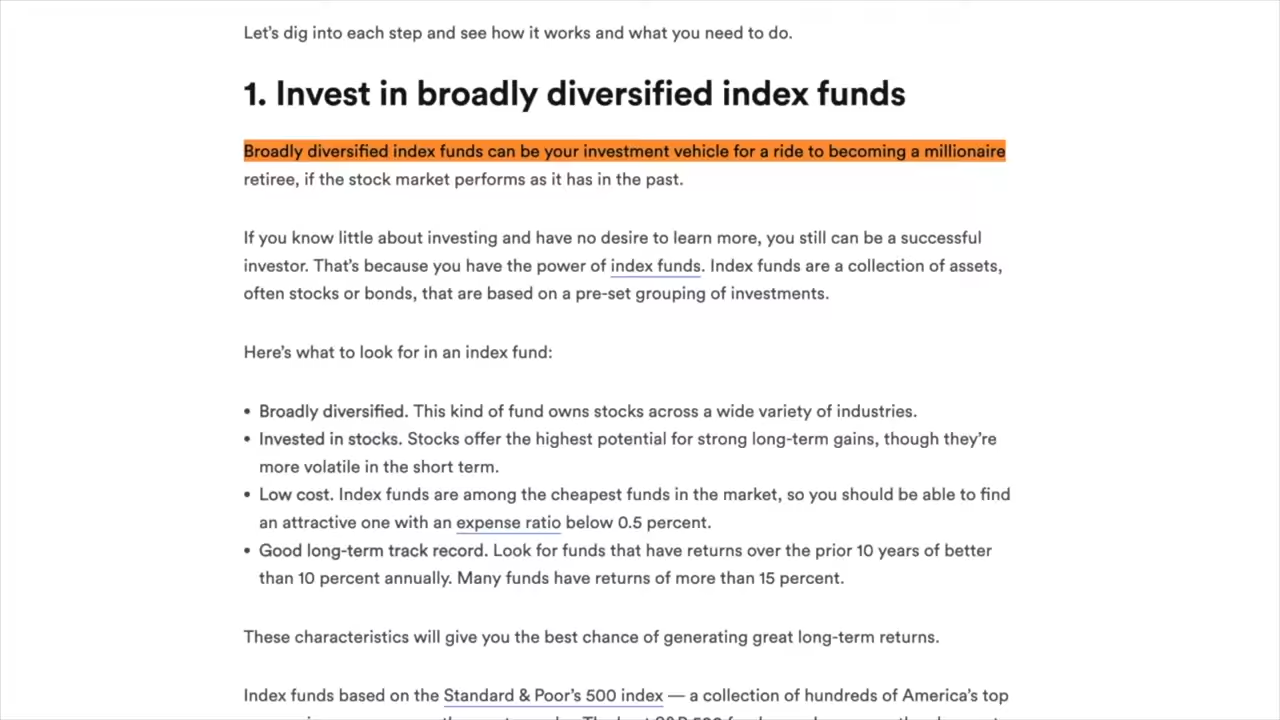 Let's dig into each step and see how it works and what you need to do.
1. Invest in broadly diversified index funds
Broadly diversified index funds can be your investment vehicle for a ride to becoming a millionaire
retiree, if the stock market performs as it has in the past.
If you know little about investing and have no desire to learn more, you still can be a successful
investor. That's because you have the power of index funds. Index funds are a collection of assets,
often stocks or bonds, that are based on a pre-set grouping of investments.
Here's what to look for in an index fund:
• Broadly diversified. This kind of fund owns stocks across a wide variety of industries.
• Invested in stocks. Stocks offer the highest potential for strong long-term gains, though they're
more volatile in the short term.
• Low cost. Index funds are among the cheapest funds in the market, so you should be able to find
an attractive one with an expense ratio below 0.5 percent.
• Good long-term track record. Look for funds that have returns over the prior 10 years of better
than 10 percent annually. Many funds have returns of more than 15 percent.
These characteristics will give you the best chance of generating great long-term returns.
Index funds based on the Standard & Poor's 500 index — a collection of hundreds of America's top